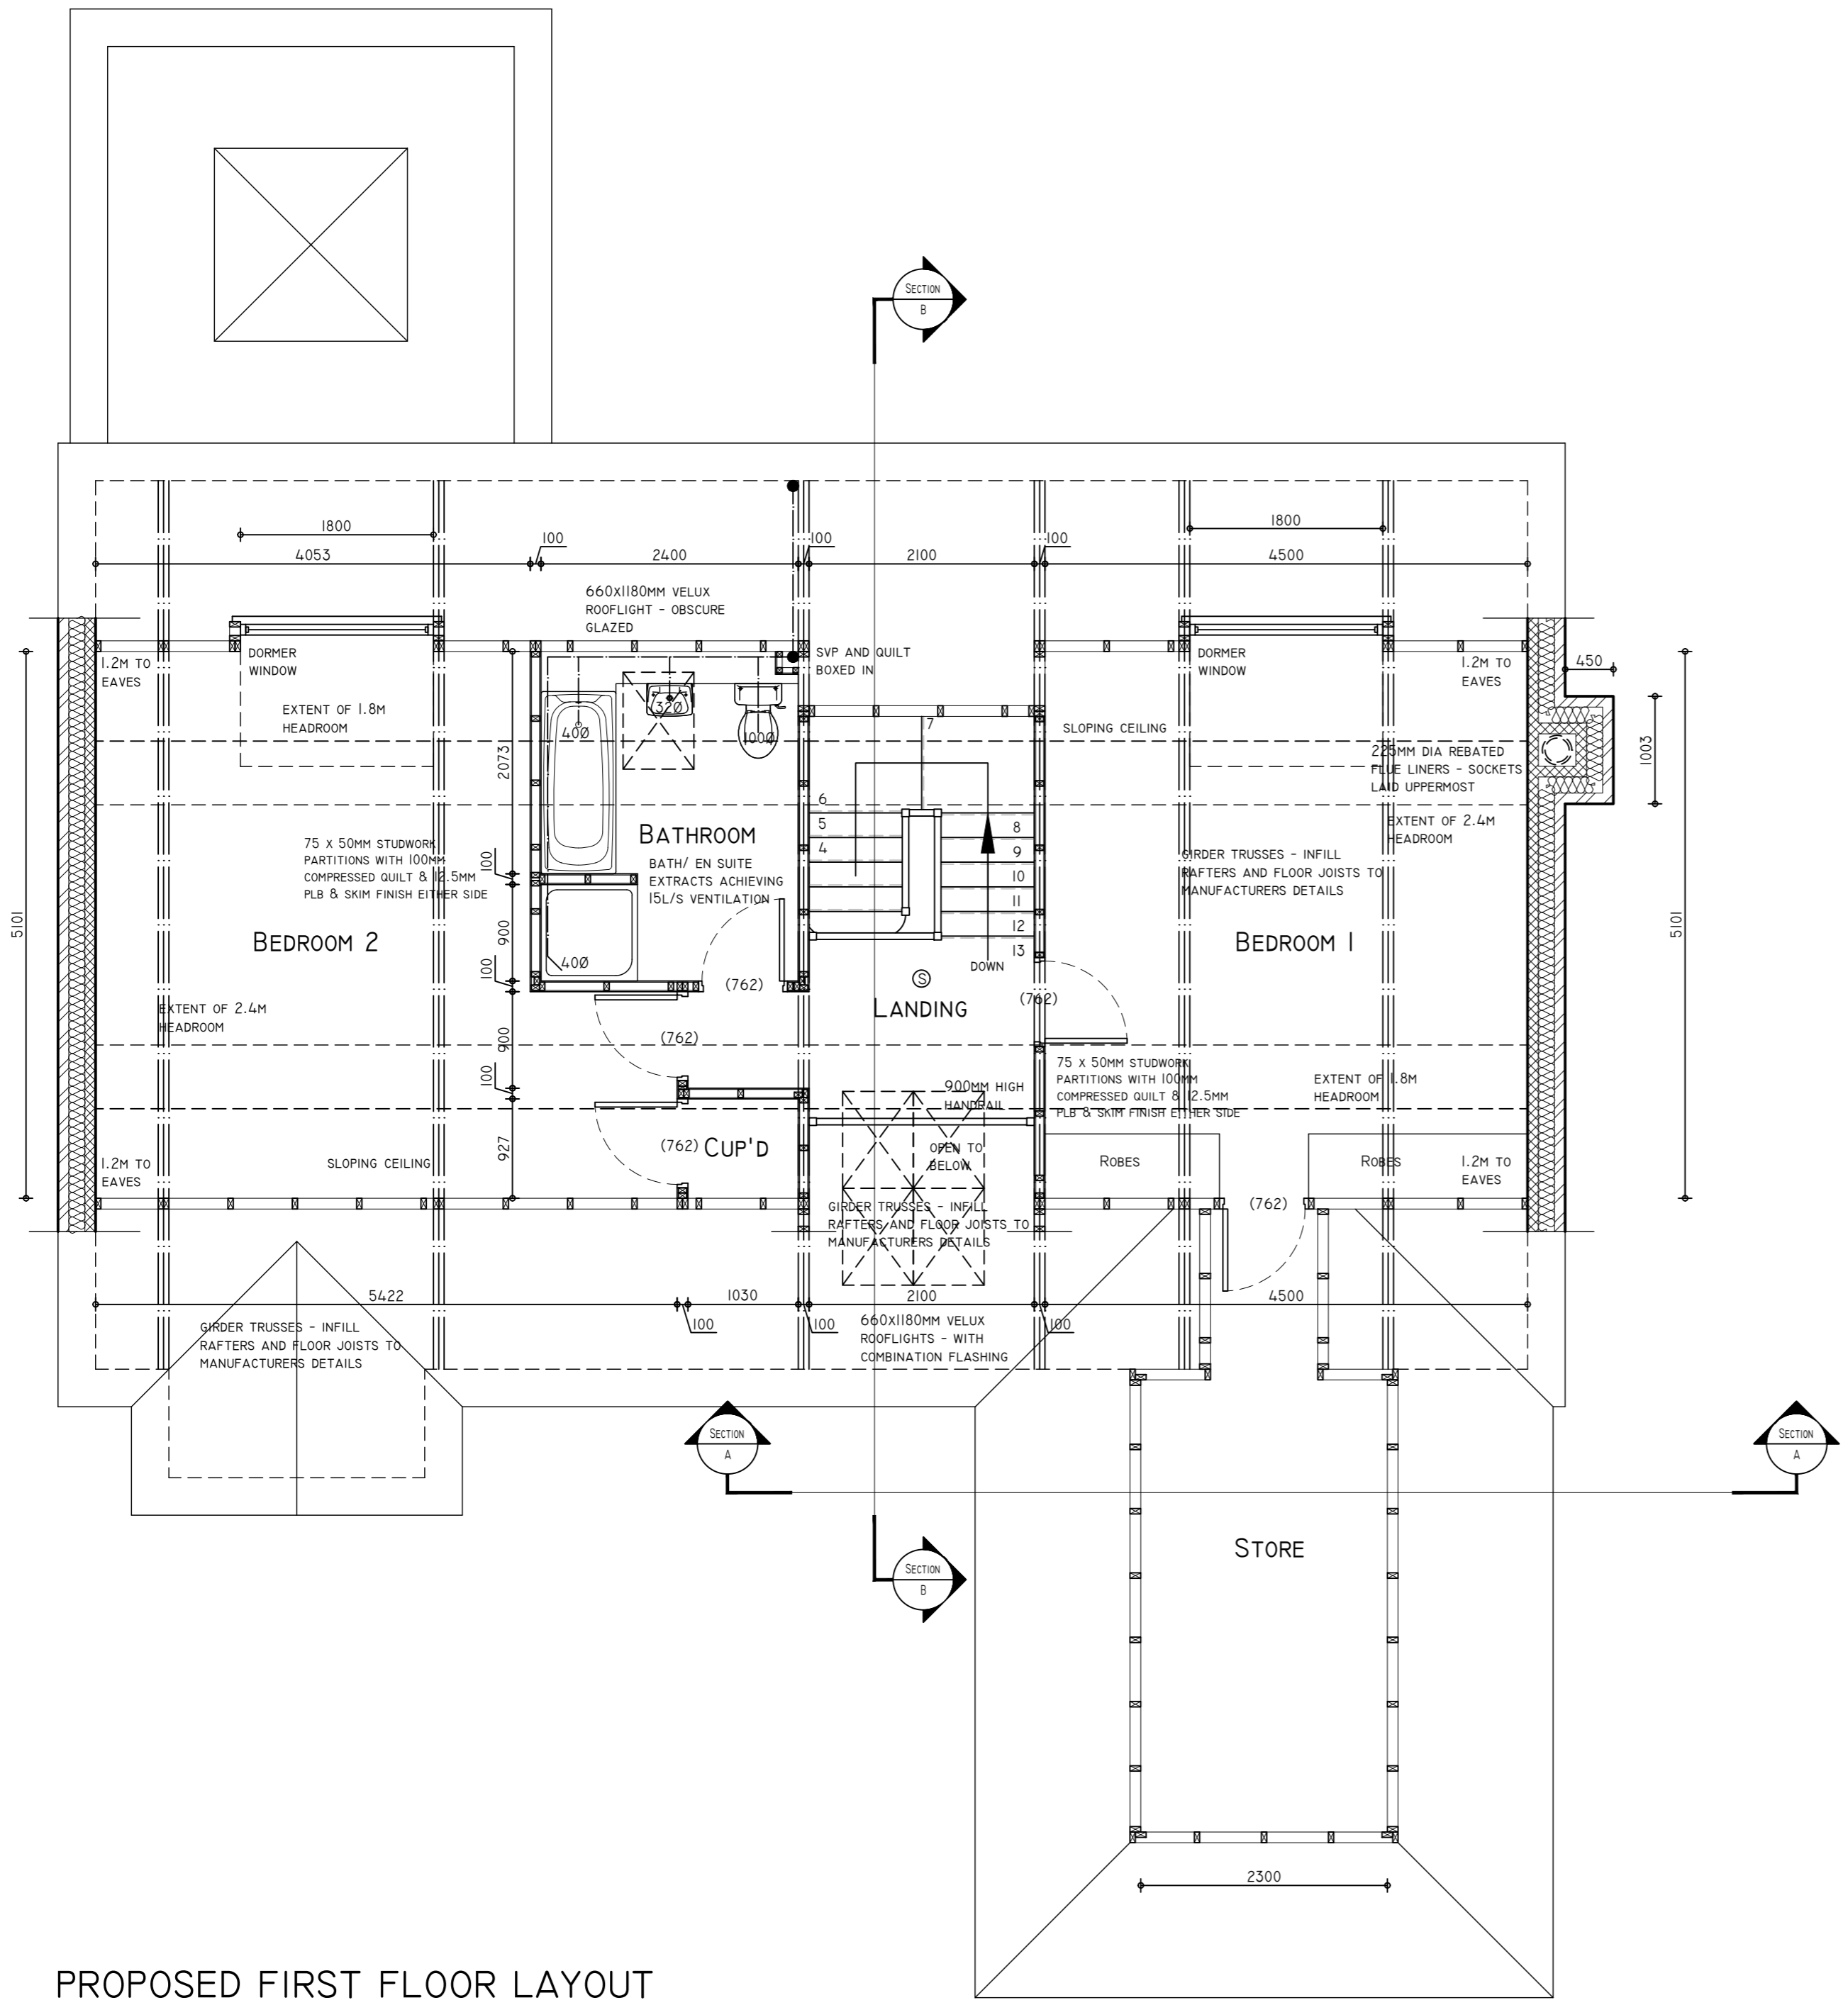 SECTION
B
1800
1800
100
100
100
4053
2400
2100
4500
660X1180MM VELUX
ROOFLIGHT - OBSCURE
GLAZED
1.2M TO
EAVES
DORMER
WINDOW
SVP AND QUILT
BOXED IN
DORMER
WINDOW
1.2M TO
EAVES
450
EXTENT OF 1.8M
HEADROOM
320
40Ø
100Ø
7
SLOPING CEILING
225MM DIA REBATED
FLUE LINERS - SOCKETS
LAID UPPERMOST
1003
2073
6
5
4
8
9
10
11
12
13
EXTENT OF 2.4M
HEADROOM
BATHROOM
BATH/ EN SUITE
EXTRACTS ACHIEVING
15L/S VENTILATION
75 X 50MM STUDWORK
PARTITIONS WITH 100MM
COMPRESSED QUILT & 12.5MM
PLB & SKIM FINISH EITHER SIDE
GIRDER TRUSSES - INFILL
RAFTERS AND FLOOR JOISTS TO
MANUFACTURERS DETAILS
100
5101
5101
BEDROOM 2
900
BEDROOM 1
40Ø
100
DOWN
(762)
S
LANDING
(762)
EXTENT OF 2.4M
HEADROOM
900
(762)
100
75 X 50MM STUDWORK
PARTITIONS WITH 100MM
COMPRESSED QUILT & 12.5MM
PLB & SKIM FINISH EITHER SIDE
EXTENT OF 1.8M
HEADROOM
900MM HIGH
HANDRAIL
927
(762)
CUP'D
OPEN TO
BELOW
1.2M TO
EAVES
SLOPING CEILING
ROBES
ROBES
1.2M TO
EAVES
(762)
GIRDER TRUSSES - INFILL
RAFTERS AND FLOOR JOISTS TO
MANUFACTURERS DETAILS
5422
1030
2100
4500
100
100
100
GIRDER TRUSSES - INFILL
RAFTERS AND FLOOR JOISTS TO
MANUFACTURERS DETAILS
660X1180MM VELUX
ROOFLIGHTS - WITH
COMBINATION FLASHING
SECTION
A
SECTION
A
STORE
SECTION
B
2300
PROPOSED FIRST FLOOR LAYOUT